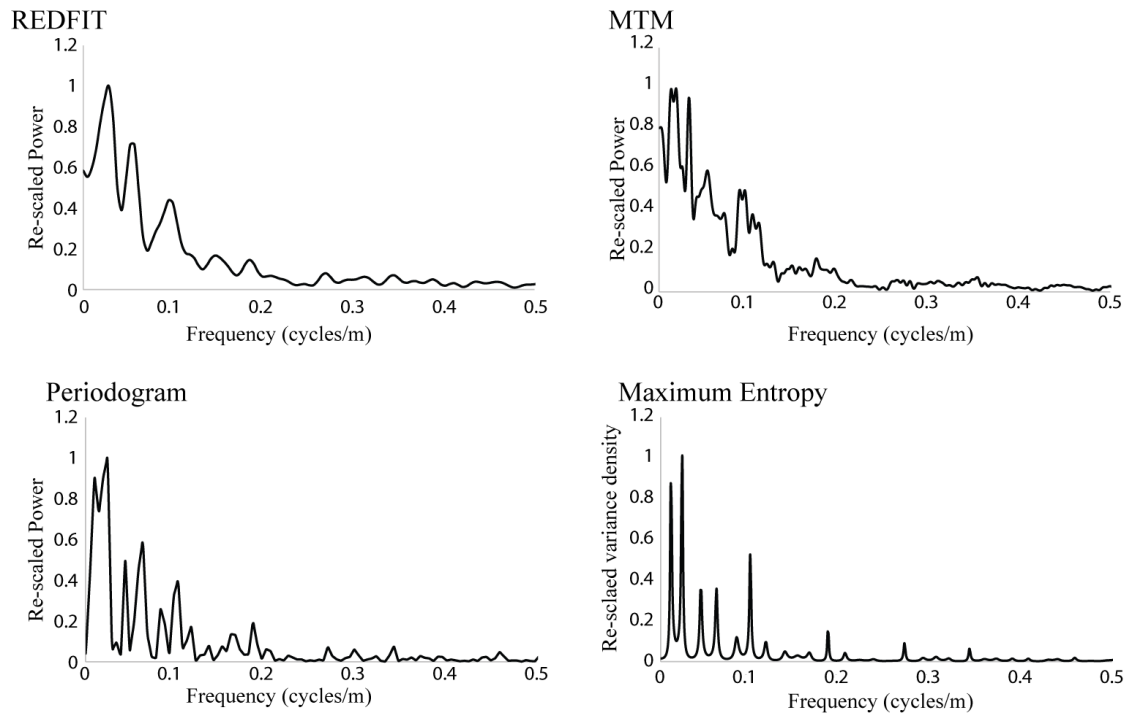 REDFIT
1.2
1
0.8
0.6
0.4
0.2
0
Re-scaled Power
0 0.1 0.2 0.3 0.4 0.5
Frequency (cycles/m)
MTM
1.2
1
0.8
0.6
0.4
0.2
0
Re-scaled Power
0 0.1 0.2 0.3 0.4 0.5
Frequency (cycles/m)
Periodogram
1.2
1
0.8
0.6
0.4
0.2
0
Re-scaled Power
0 0.1 0.2 0.3 0.4 0.5
Frequency (cycles/m)
Maximum Entropy
1.2
1
0.8
0.6
0.4
0.2
0
Re-sclaed variance density
0 0.1 0.2 0.3 0.4 0.5
Frequency (cycles/m)